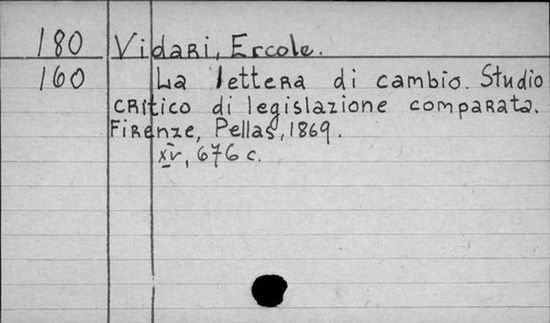 180 Vidari, Ercole.
160 La lettera di cambio. Studio
critico di legislazione comparata.
Firenze, Pellas, 1869.
XV, 676 c.